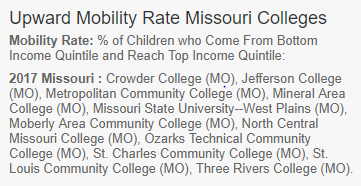 Upward Mobility Rate Missouri Colleges
Mobility Rate: % of Children who Come From Bottom
Income Quintile and Reach Top Income Quintile:
2017 Missouri : Crowder College (MO), Jefferson College
(MO), Metropolitan Community College (MO), Mineral Area
College (MO), Missouri State University--West Plains (MO),
Moberly Area Community College (MO), North Central
Missouri College (MO), Ozarks Technical Community
College (MO), St. Charles Community College (MO), St.
Louis Community College (MO), Three Rivers College (MO).